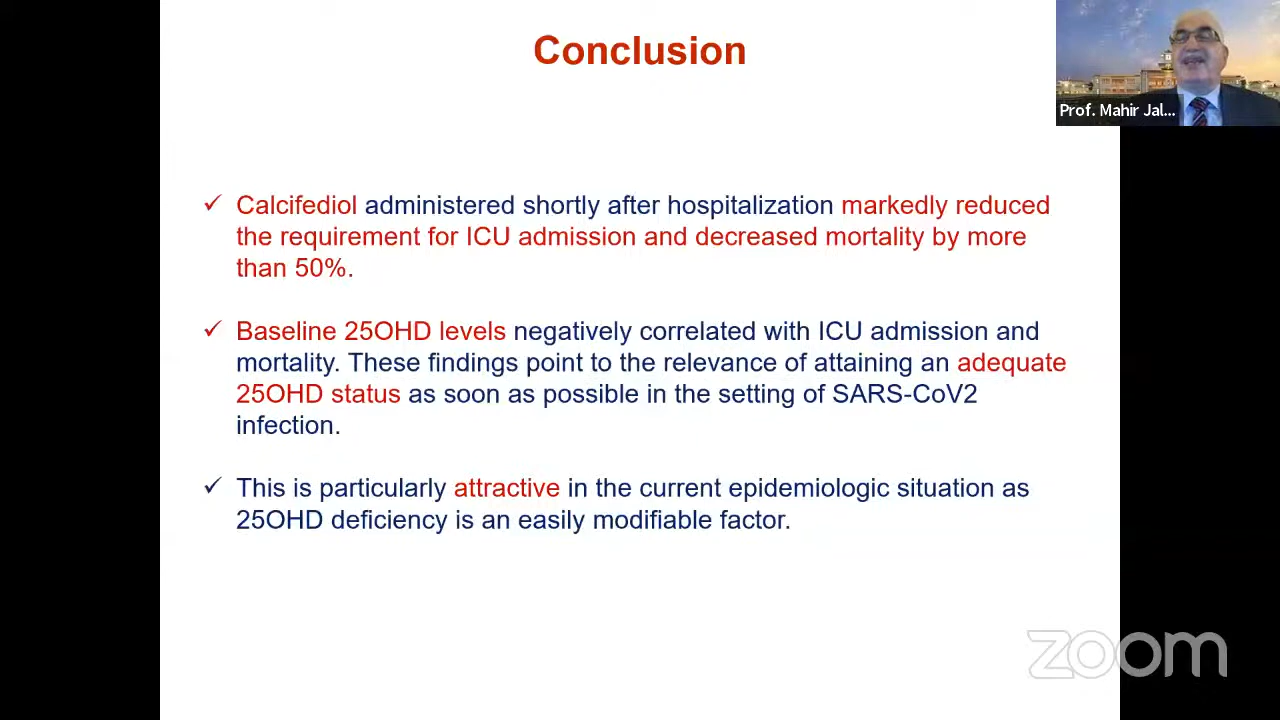 Conclusion
Prof. Mahir Jal...
✓ Calcifediol administered shortly after hospitalization markedly reduced
the requirement for ICU admission and decreased mortality by more
than 50%.
✓ Baseline 25OHD levels negatively correlated with ICU admission and
mortality. These findings point to the relevance of attaining an adequate
25OHD status as soon as possible in the setting of SARS-CoV2
infection.
✓ This is particularly attractive in the current epidemiologic situation as
25OHD deficiency is an easily modifiable factor.
zoom